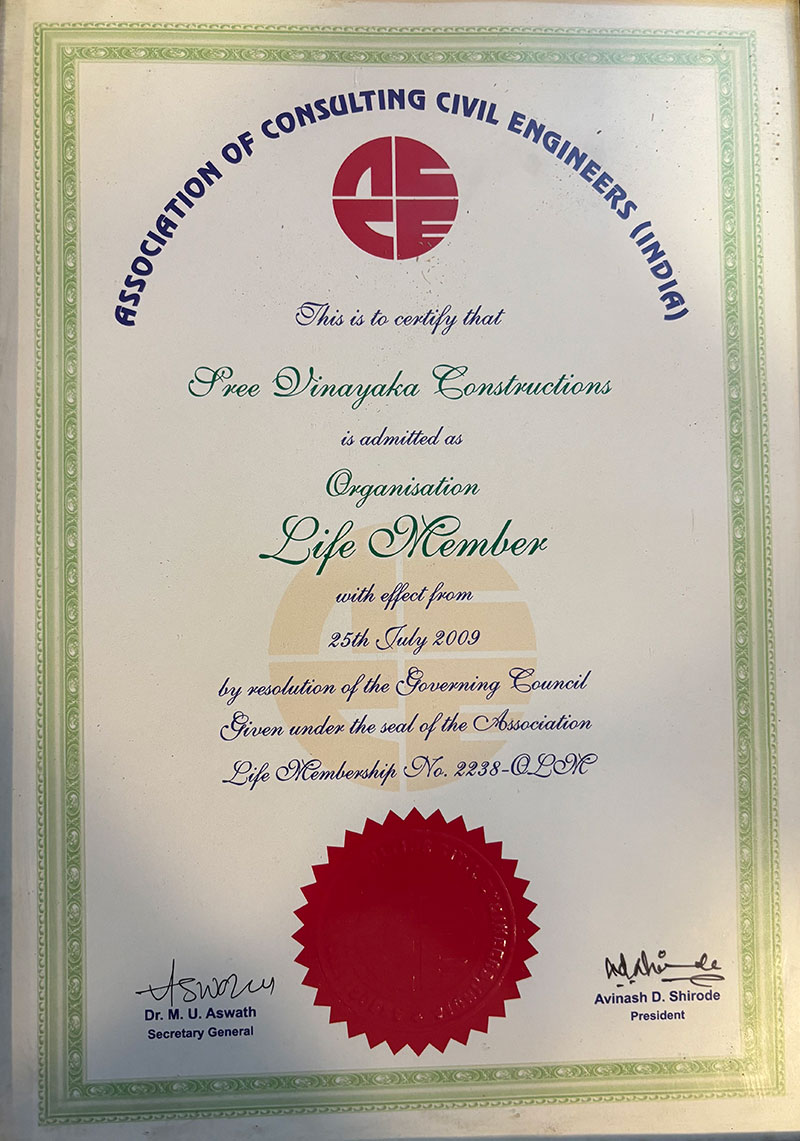 ASSOCIATION OF CONSULTING CIVIL ENGINEERS (INDIA)
ACCE
This is to certify that
Sree Vinayaka Constructions
is admitted as
Organisation
Life Member
with effect from
25th July 2009
by resolution of the Governing Council
Given under the seal of the Association
Life Membership No. 2238-OLM
Aswath
Dr. M. U. Aswath
Secretary General
Avinash D. Shirode
President